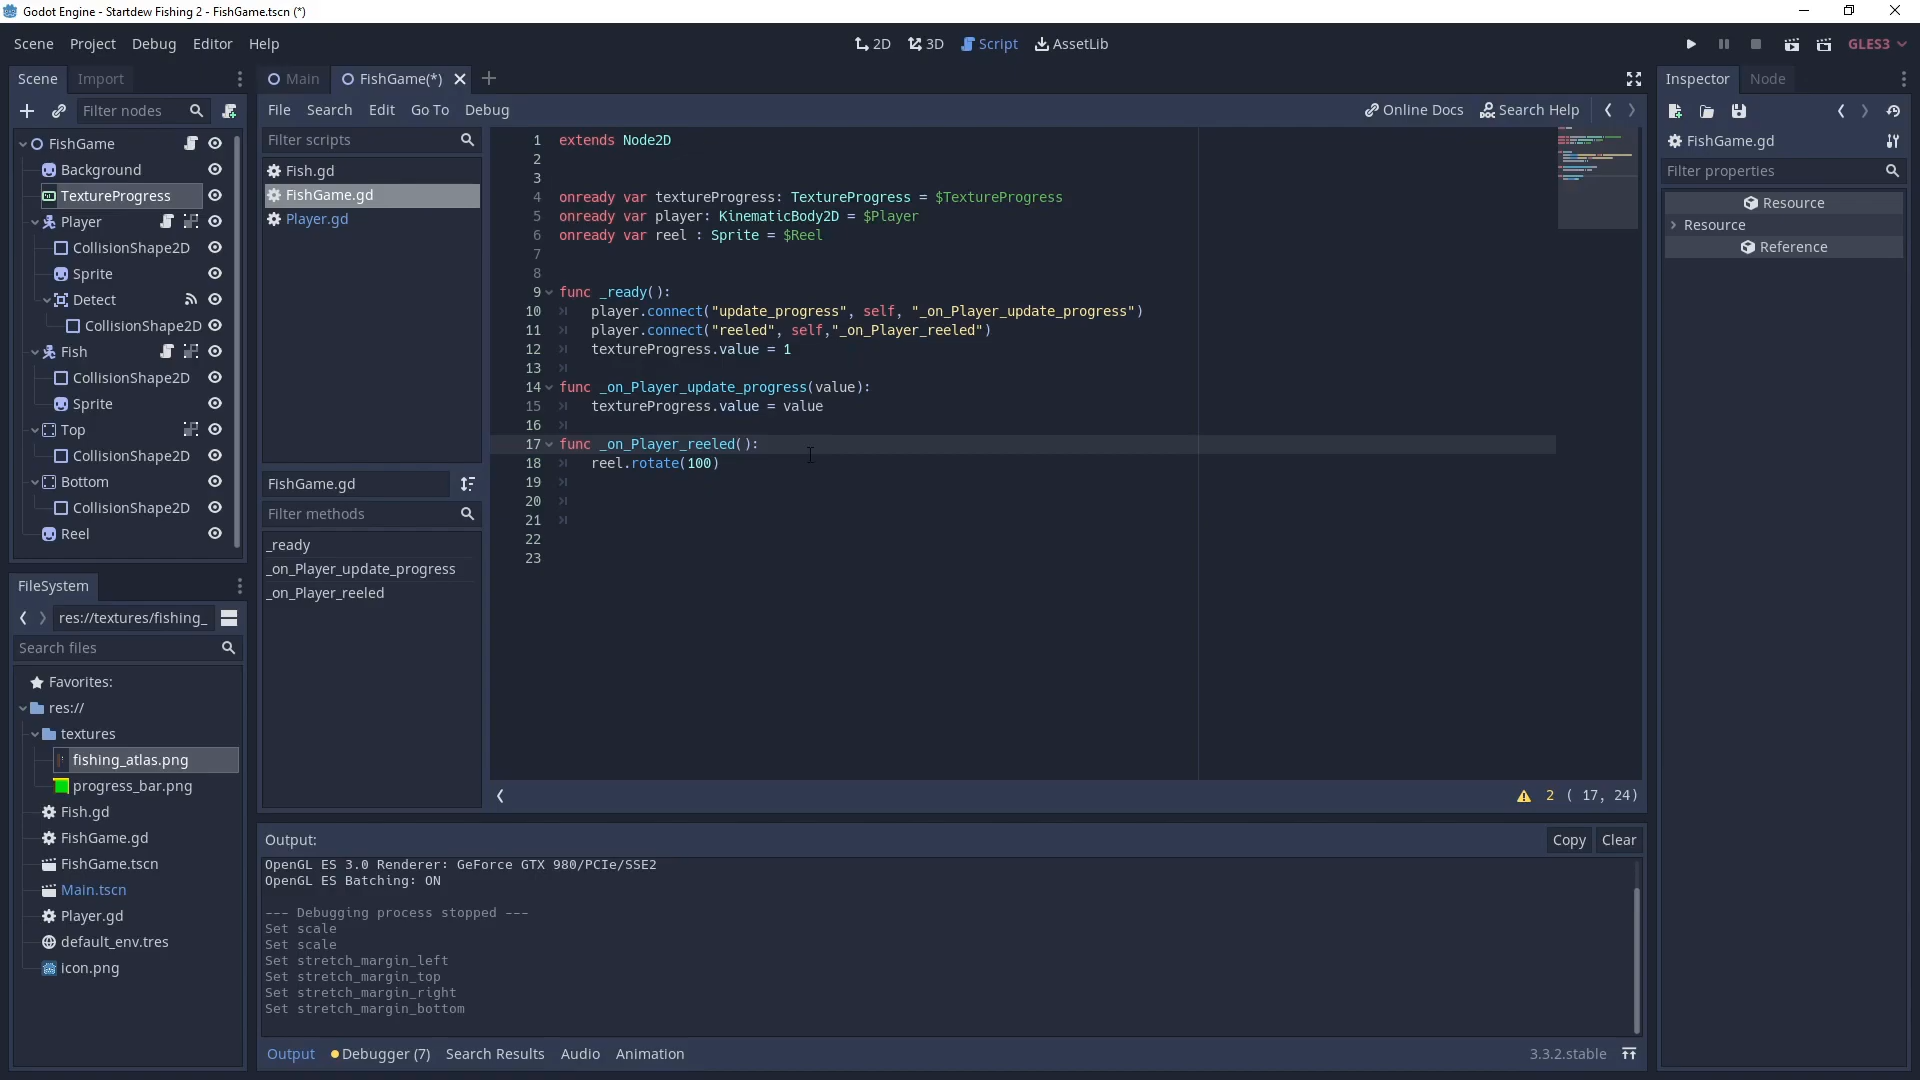 Godot Engine - Startdew Fishing 2 - FishGame.tscn (*)
Scene Project Debug Editor Help
2D 3D Script AssetLib
GLES3
Scene Import
Filter nodes
FishGame
Background
TextureProgress
Player
CollisionShape2D
Sprite
Detect
CollisionShape2D
Fish
CollisionShape2D
Sprite
Top
CollisionShape2D
Bottom
CollisionShape2D
Reel
FileSystem
res://textures/fishing_
Search files
Favorites:
res://
textures
fishing_atlas.png
progress_bar.png
Fish.gd
FishGame.gd
FishGame.tscn
Main.tscn
Player.gd
default_env.tres
icon.png
Main FishGame(*)
File Search Edit Go To Debug
Online Docs Search Help
Filter scripts
Fish.gd
FishGame.gd
Player.gd
FishGame.gd
Filter methods
_ready
_on_Player_update_progress
_on_Player_reeled
1 extends Node2D
2
3
4 onready var textureProgress: TextureProgress = $TextureProgress
5 onready var player: KinematicBody2D = $Player
6 onready var reel : Sprite = $Reel
7
8
9 func _ready():
10 player.connect("update_progress", self, "_on_Player_update_progress")
11 player.connect("reeled", self,"_on_Player_reeled")
12 textureProgress.value = 1
13
14 func _on_Player_update_progress(value):
15 textureProgress.value = value
16
17 func _on_Player_reeled():
18 reel.rotate(100)
19
20
21
22
23
2 ( 17, 24)
Output:
Copy Clear
OpenGL ES 3.0 Renderer: GeForce GTX 980/PCIe/SSE2
OpenGL ES Batching: ON
--- Debugging process stopped ---
Set scale
Set scale
Set stretch_margin_left
Set stretch_margin_top
Set stretch_margin_right
Set stretch_margin_bottom
Output Debugger (7) Search Results Audio Animation
3.3.2.stable
Inspector Node
FishGame.gd
Filter properties
Resource
Resource
Reference